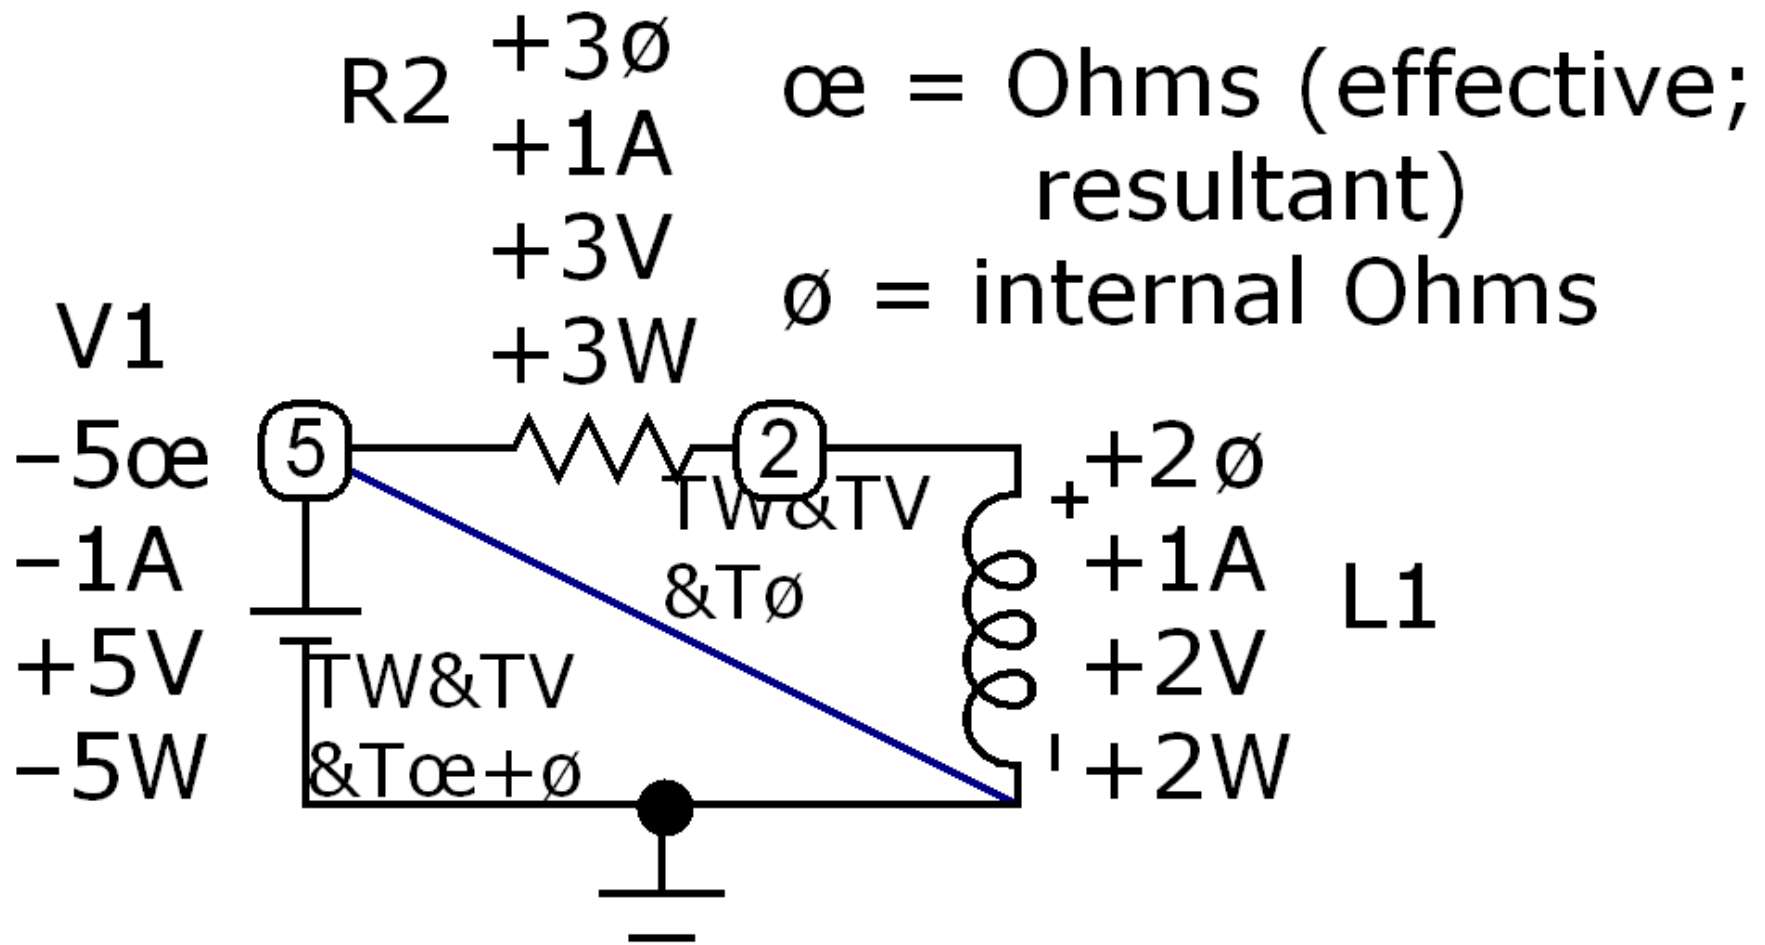 R2
+3ø
+1A
+3V
+3W
œ = Ohms (effective;
resultant)
ø = internal Ohms
V1
−5œ
−1A
+5V
−5W
5
2
TW&TV
&Tø
TW&TV
&Tœ+ø
+
−
+2ø
+1A
+2V
+2W
L1